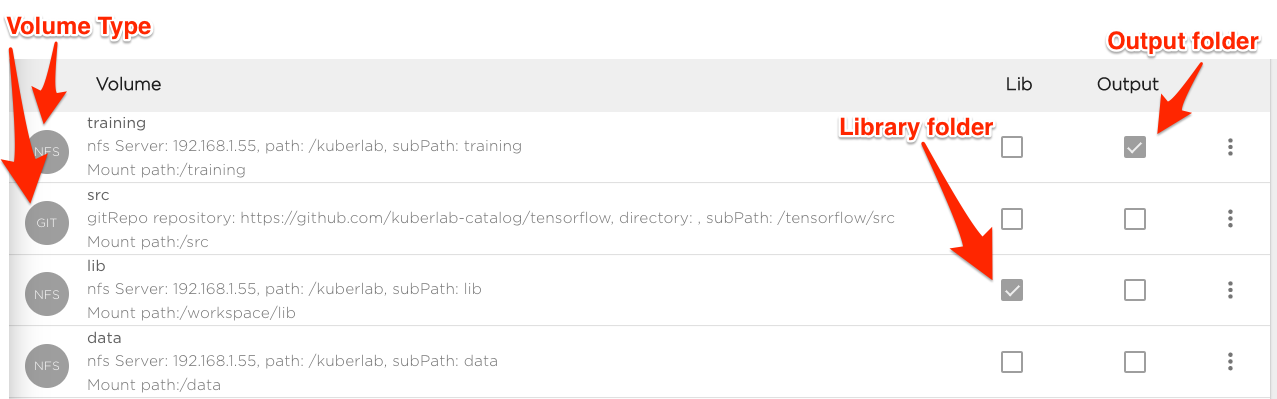 Volume Type
Output folder
Volume Lib Output
Library folder
training
NFS
nfs Server: 192.168.1.55, path: /kuberlab, subPath: training
Mount path:/training
src
GIT
gitRepo repository: https://github.com/kuberlab-catalog/tensorflow, directory: , subPath: /tensorflow/src
Mount path:/src
lib
NFS
nfs Server: 192.168.1.55, path: /kuberlab, subPath: lib
Mount path:/workspace/lib
data
NFS
nfs Server: 192.168.1.55, path: /kuberlab, subPath: data
Mount path:/data